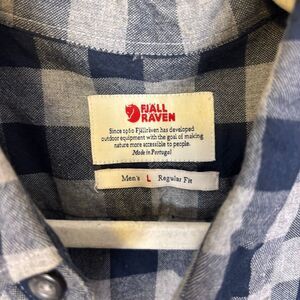 FJÄLL
RAVEN
Since 1960 Fjällräven has developed
outdoor equipment with the goal of making
nature more accessible to people.
Made in Portugal
Men's L Regular Fit